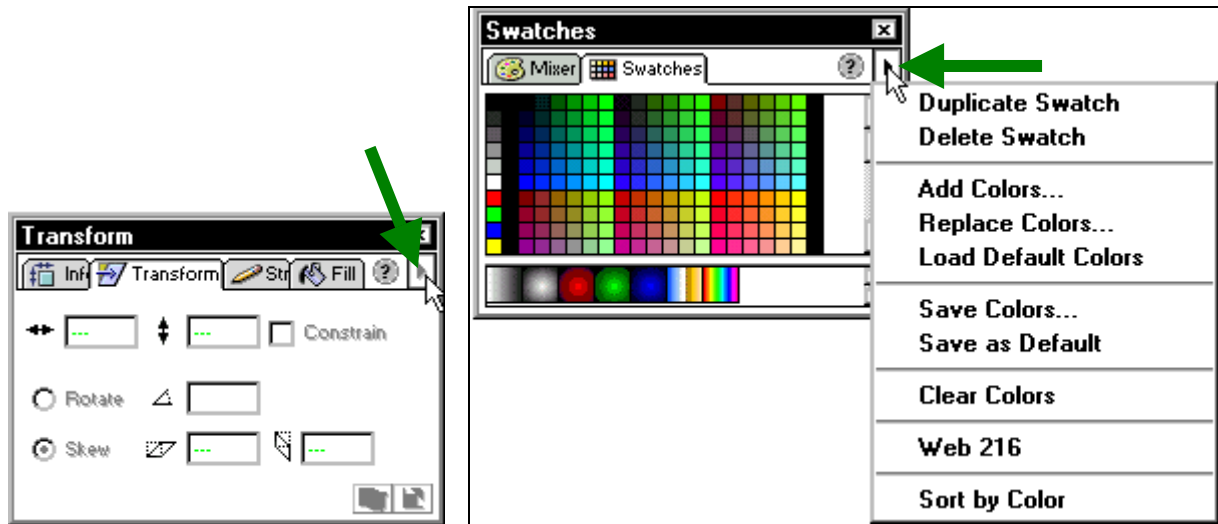 Transform
Inf Transform Str Fill ?
--- --- Constrain
Rotate
Skew --- ---
Swatches
Mixer Swatches ?
Duplicate Swatch
Delete Swatch
Add Colors...
Replace Colors...
Load Default Colors
Save Colors...
Save as Default
Clear Colors
Web 216
Sort by Color